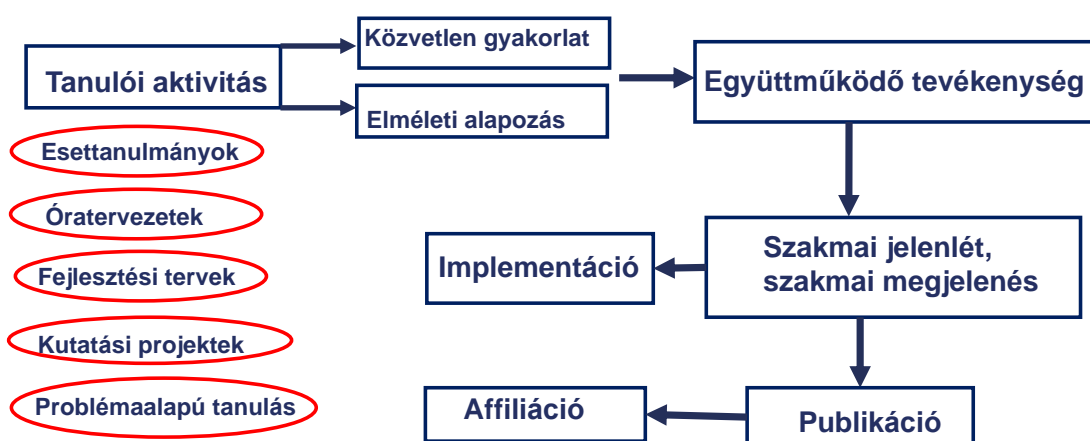 Tanulói aktivitás
Közvetlen gyakorlat
Elméleti alapozás
Együttműködő tevékenység
Esettanulmányok
Óratervezetek
Fejlesztési tervek
Kutatási projektek
Problémaalapú tanulás
Szakmai jelenlét,
szakmai megjelenés
Implementáció
Publikáció
Affiliáció